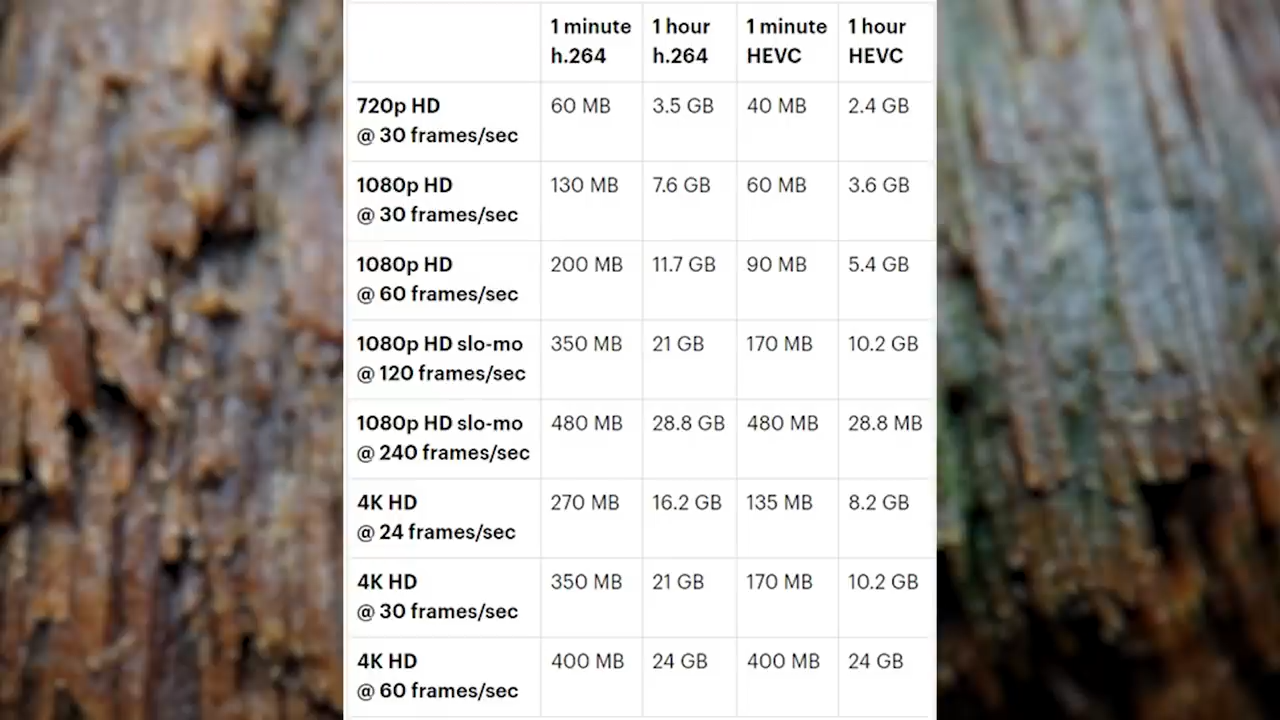 1 minute 1 hour 1 minute 1 hour
h.264 h.264 HEVC HEVC
720p HD 60 MB 3.5 GB 40 MB 2.4 GB
@ 30 frames/sec
1080p HD 130 MB 7.6 GB 60 MB 3.6 GB
@ 30 frames/sec
1080p HD 200 MB 11.7 GB 90 MB 5.4 GB
@ 60 frames/sec
1080p HD slo-mo 350 MB 21 GB 170 MB 10.2 GB
@ 120 frames/sec
1080p HD slo-mo 480 MB 28.8 GB 480 MB 28.8 MB
@ 240 frames/sec
4K HD 270 MB 16.2 GB 135 MB 8.2 GB
@ 24 frames/sec
4K HD 350 MB 21 GB 170 MB 10.2 GB
@ 30 frames/sec
4K HD 400 MB 24 GB 400 MB 24 GB
@ 60 frames/sec